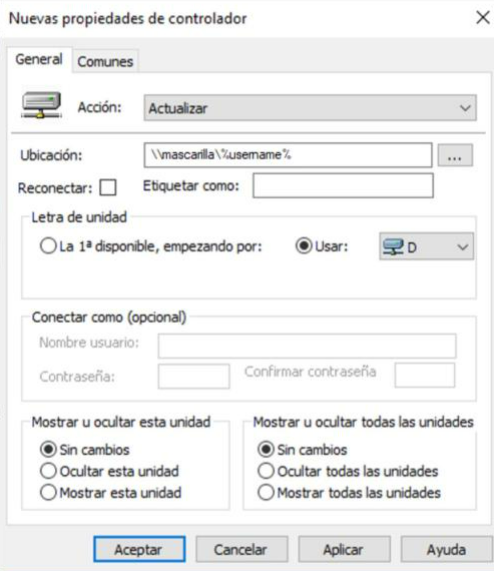 Nuevas propiedades de controlador
General Comunes
Acción: Actualizar
Ubicación: \\mascarilla\%username% ...
Reconectar: Etiquetar como:
Letra de unidad
La 1ª disponible, empezando por: Usar: D
Conectar como (opcional)
Nombre usuario:
Contraseña: Confirmar contraseña
Mostrar u ocultar esta unidad Mostrar u ocultar todas las unidades
Sin cambios Sin cambios
Ocultar esta unidad Ocultar todas las unidades
Mostrar esta unidad Mostrar todas las unidades
Aceptar Cancelar Aplicar Ayuda